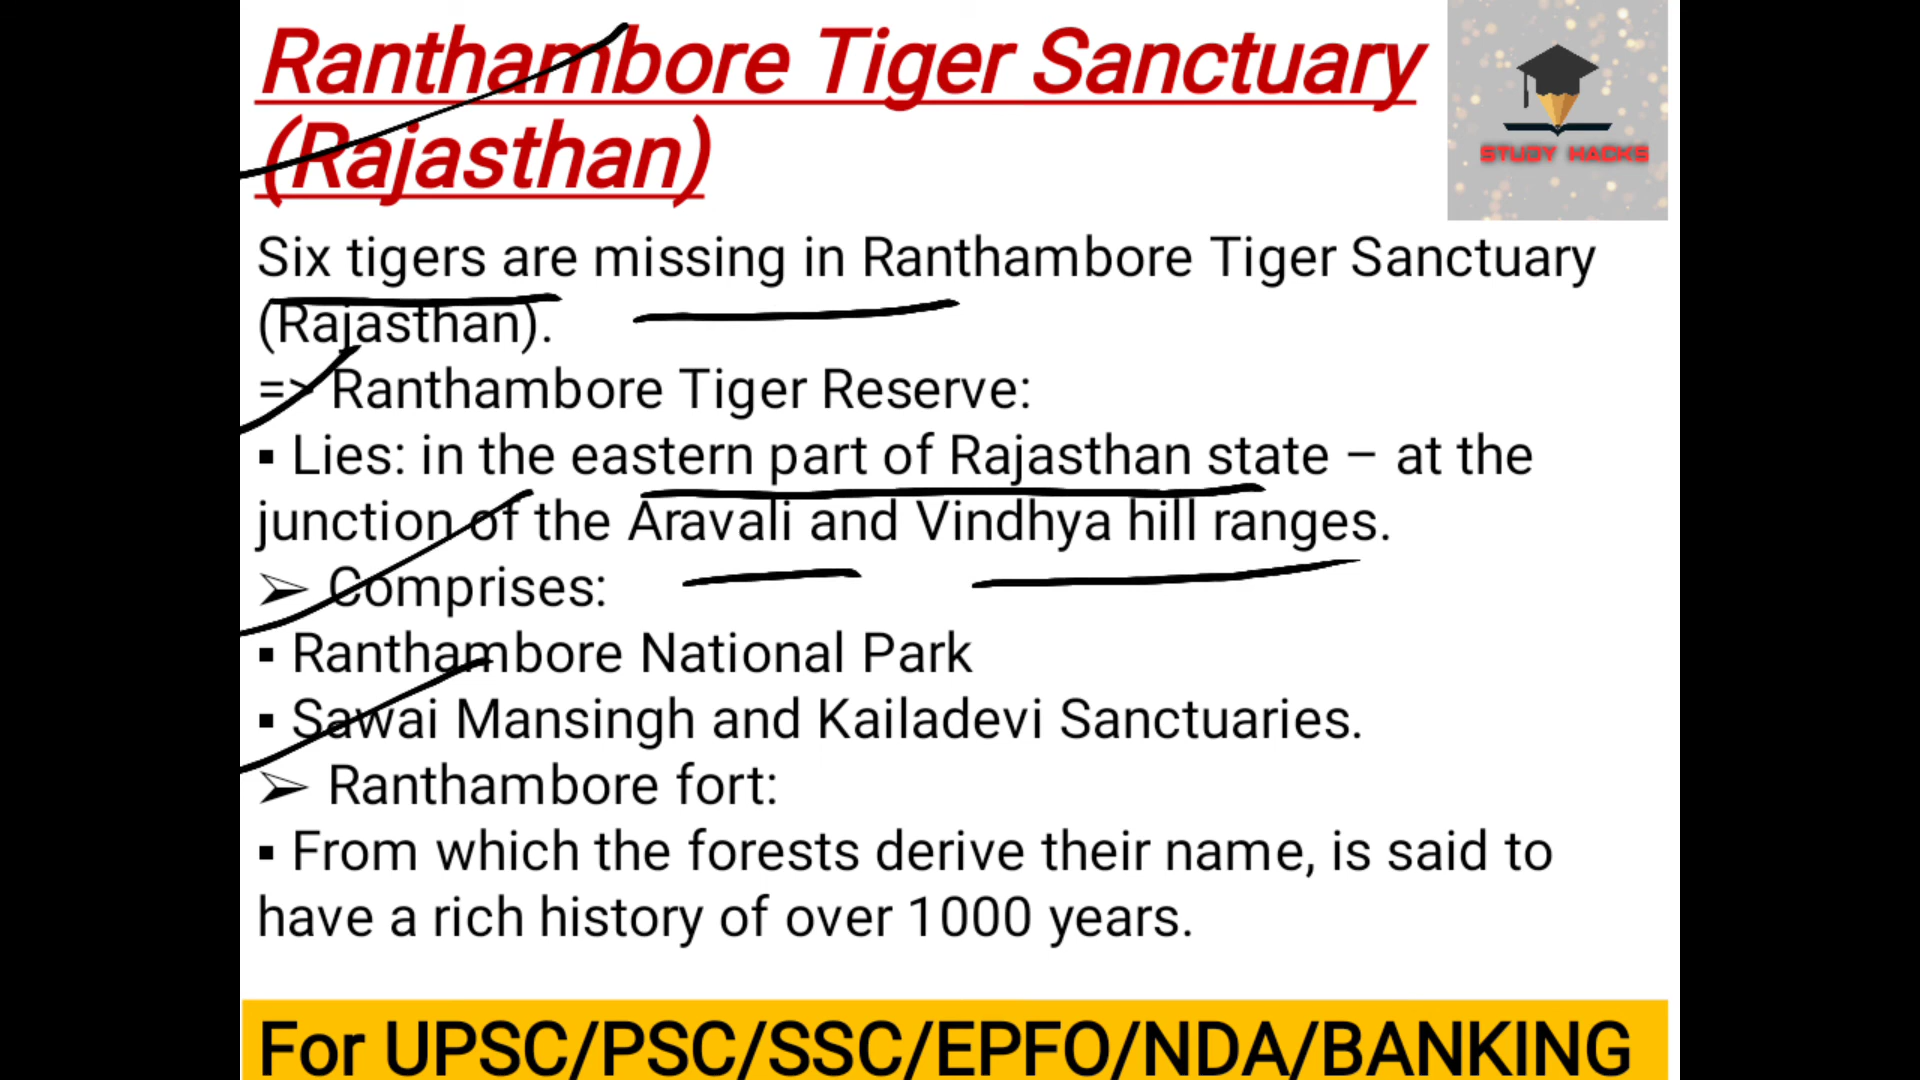 Ranthambore Tiger Sanctuary
(Rajasthan)
STUDY HACKS
Six tigers are missing in Ranthambore Tiger Sanctuary
(Rajasthan).
=> Ranthambore Tiger Reserve:
▪ Lies: in the eastern part of Rajasthan state – at the
junction of the Aravali and Vindhya hill ranges.
➢ Comprises:
▪ Ranthambore National Park
▪ Sawai Mansingh and Kailadevi Sanctuaries.
➢ Ranthambore fort:
▪ From which the forests derive their name, is said to
have a rich history of over 1000 years.
For UPSC/PSC/SSC/EPFO/NDA/BANKING